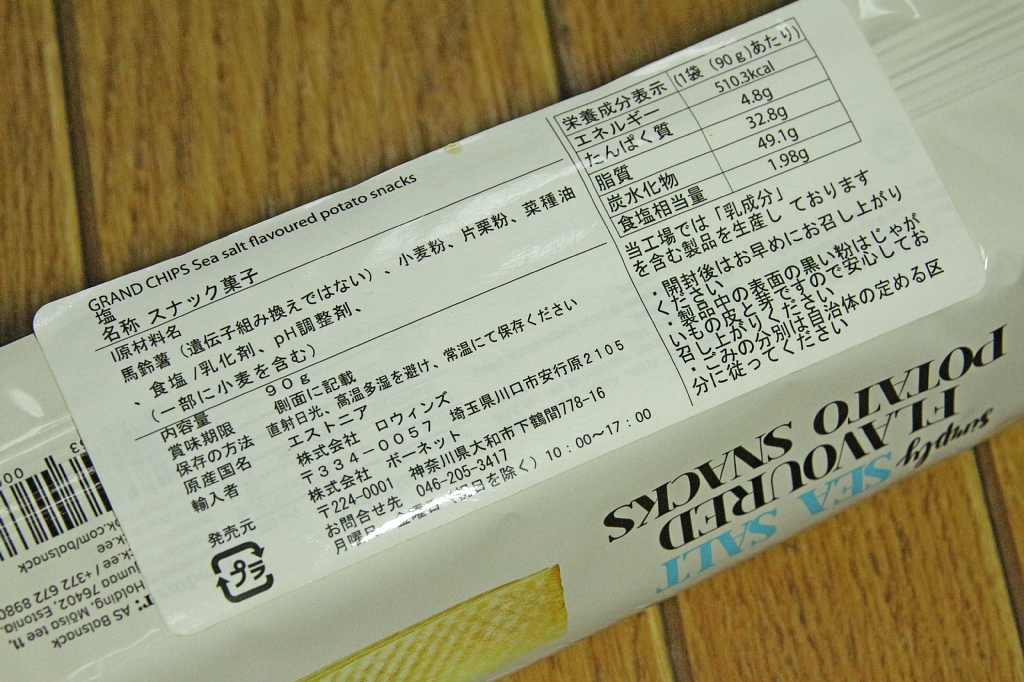 GRAND CHIPS Sea salt flavoured potato snacks
塩
名称 スナック菓子
原材料名
馬鈴薯（遺伝子組み換えではない）、小麦粉、片栗粉、菜種油
、食塩 /乳化剤、pH調整剤、
（一部に小麦を含む）
内容量 90g
賞味期限 側面に記載
保存の方法 直射日光、高温多湿を避け、常温にて保存ください
原産国名 エストニア
輸入者 株式会社 ロウィンズ
〒334-0057 埼玉県川口市安行原2105
発売元 株式会社 ボーネット
〒224-0001 神奈川県大和市下鶴間778-16
お問合せ先 046-205-3417
月曜日～金曜日（祝日を除く）10:00～17:00
プラ
栄養成分表示 (1袋（90g)あたり)
エネルギー 510.3kcal
たんぱく質 4.8g
脂質 32.8g
炭水化物 49.1g
食塩相当量 1.98g
当工場では「乳成分」
を含む製品を生産し ております
・開封後はお早めにお召し上がり
ください
・製品中の表面の黒い粉はじゃが
いもの皮と芽ですので安心してお
召し上がりください
・ごみの分別は自治体の定める区
分に従ってください
simply
SEA SALT
FLAVOURED
POTATO SNACKS
AS Balsnack
Holding, Mõisa tee 11,
76402, Estonia.
/ +372 672 898
.com/balsnack